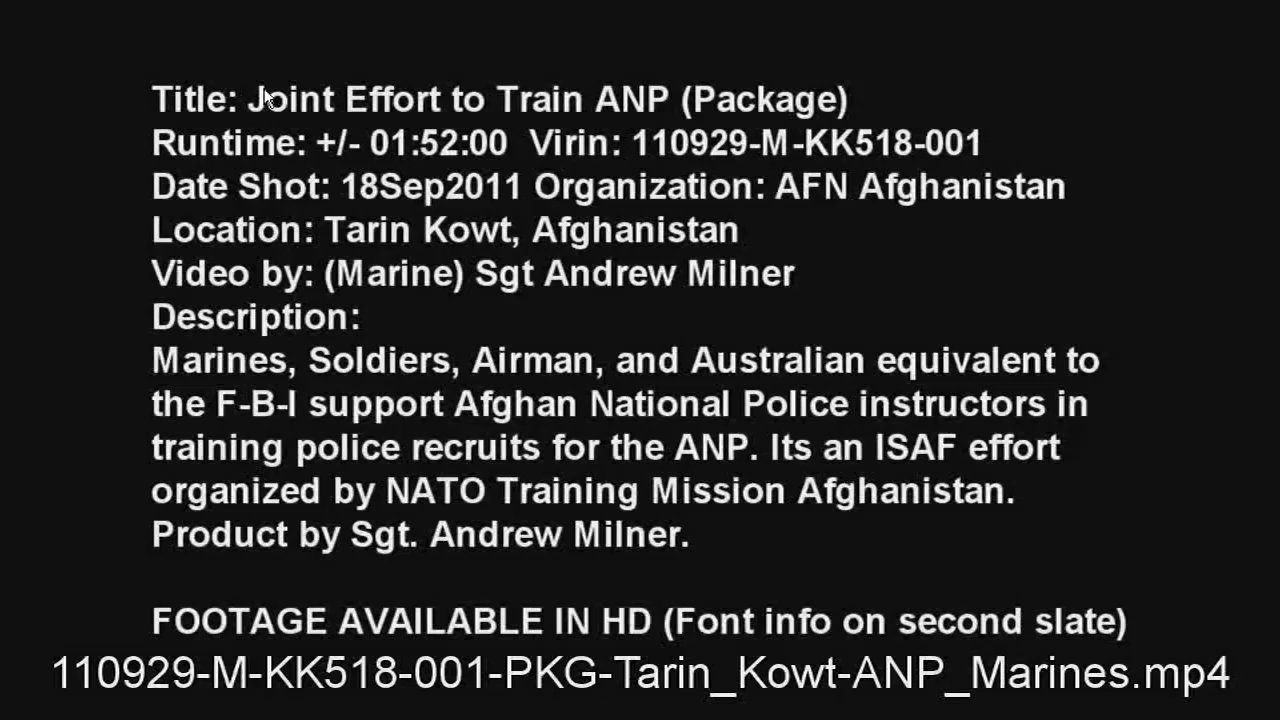 Title: Joint Effort to Train ANP (Package)
Runtime: +/- 01:52:00  Virin: 110929-M-KK518-001
Date Shot: 18Sep2011 Organization: AFN Afghanistan
Location: Tarin Kowt, Afghanistan
Video by: (Marine) Sgt Andrew Milner
Description:
Marines, Soldiers, Airman, and Australian equivalent to
the F-B-I support Afghan National Police instructors in
training police recruits for the ANP. Its an ISAF effort
organized by NATO Training Mission Afghanistan.
Product by Sgt. Andrew Milner.
FOOTAGE AVAILABLE IN HD (Font info on second slate)
110929-M-KK518-001-PKG-Tarin_Kowt-ANP_Marines.mp4